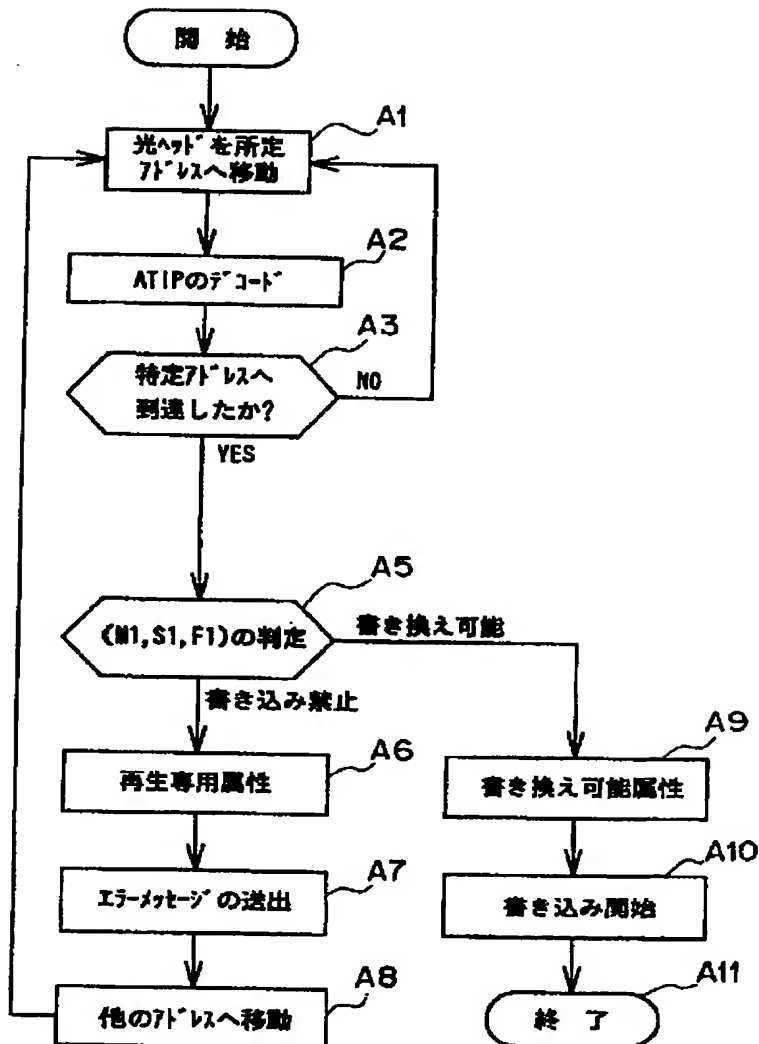 開 始
A1
光ﾍｯﾄﾞを所定
ｱﾄﾞﾚｽへ移動
A2
ATIPのﾃﾞｺｰﾄﾞ
A3
特定ｱﾄﾞﾚｽへ
到達したか?
NO
YES
A5
(M1,S1,F1)の判定
書き換え可能
書き込み禁止
A6
再生専用属性
A9
書き換え可能属性
A7
ｴﾗｰﾒｯｾｰｼﾞの送出
A10
書き込み開始
A8
他のｱﾄﾞﾚｽへ移動
A11
終 了